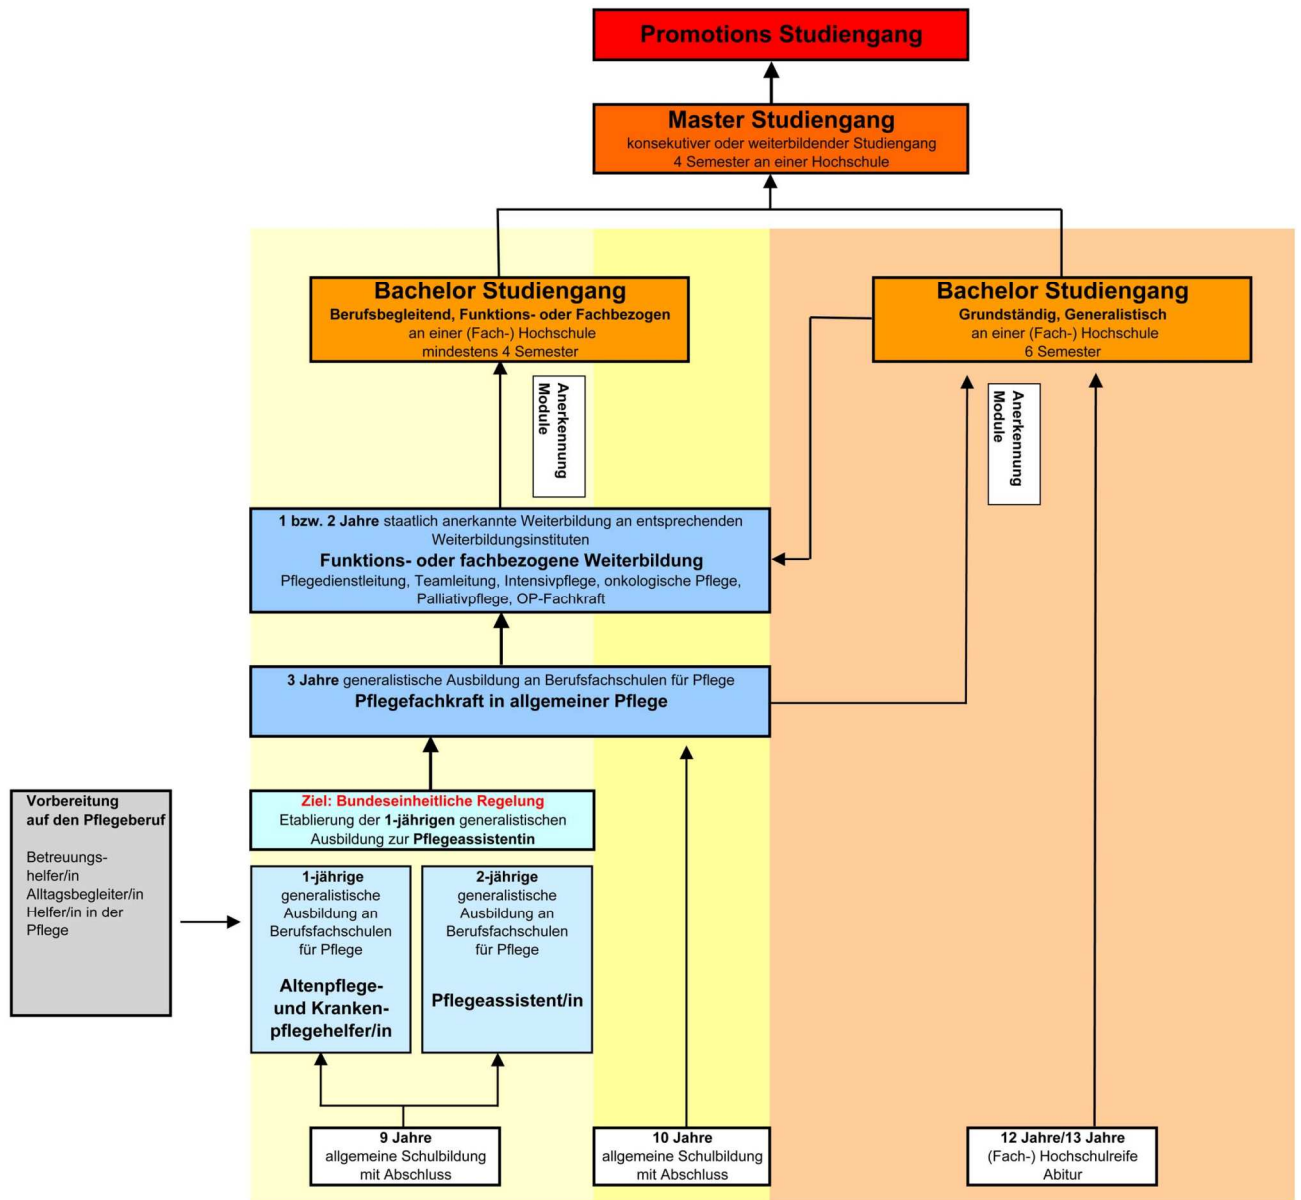 Promotions Studiengang
Master Studiengang
konsekutiver oder weiterbildender Studiengang
4 Semester an einer Hochschule
Bachelor Studiengang
Berufsbegleitend, Funktions- oder Fachbezogen
an einer (Fach-) Hochschule
mindestens 4 Semester
Bachelor Studiengang
Grundständig, Generalistisch
an einer (Fach-) Hochschule
6 Semester
Anerkennung
Module
Anerkennung
Module
1 bzw. 2 Jahre staatlich anerkannte Weiterbildung an entsprechenden
Weiterbildungsinstituten
Funktions- oder fachbezogene Weiterbildung
Pflegedienstleitung, Teamleitung, Intensivpflege, onkologische Pflege,
Palliativpflege, OP-Fachkraft
3 Jahre generalistische Ausbildung an Berufsfachschulen für Pflege
Pflegefachkraft in allgemeiner Pflege
Ziel: Bundeseinheitliche Regelung
Etablierung der 1-jährigen generalistischen
Ausbildung zur Pflegeassistentin
Vorbereitung
auf den Pflegeberuf
Betreuungs-
helfer/in
Alltagsbegleiter/in
Helfer/in in der
Pflege
1-jährige
generalistische
Ausbildung an
Berufsfachschulen
für Pflege
Altenpflege-
und Kranken-
pflegehelfer/in
2-jährige
generalistische
Ausbildung an
Berufsfachschulen
für Pflege
Pflegeassistent/in
9 Jahre
allgemeine Schulbildung
mit Abschluss
10 Jahre
allgemeine Schulbildung
mit Abschluss
12 Jahre/13 Jahre
(Fach-) Hochschulreife
Abitur